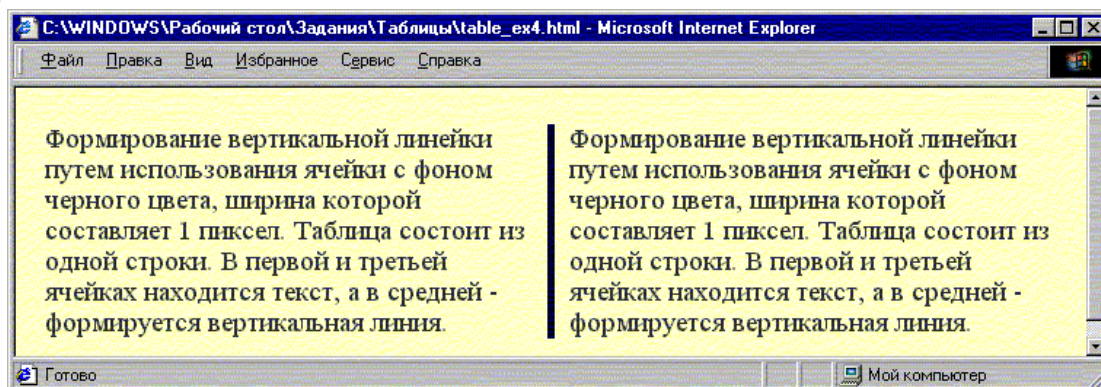 C:\WINDOWS\Рабочий стол\Задания\Таблицы\table_ex4.html - Microsoft Internet Explorer
Файл Правка Вид Избранное Сервис Справка
Формирование вертикальной линейки
путем использования ячейки с фоном
черного цвета, ширина которой
составляет 1 пиксел. Таблица состоит из
одной строки. В первой и третьей
ячейках находится текст, а в средней -
формируется вертикальная линия.
Формирование вертикальной линейки
путем использования ячейки с фоном
черного цвета, ширина которой
составляет 1 пиксел. Таблица состоит из
одной строки. В первой и третьей
ячейках находится текст, а в средней -
формируется вертикальная линия.
Готово
Мой компьютер